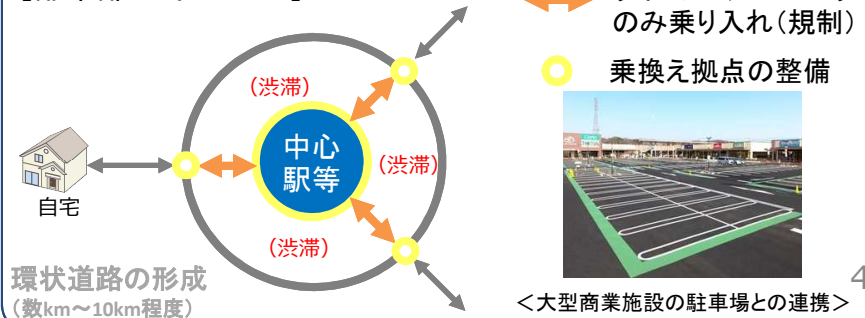 のみ乗り入れ(規制)
乗換え拠点の整備
(渋滞)
中心
駅等
(渋滞)
(渋滞)
自宅
環状道路の形成
(数km～10km程度)
<大型商業施設の駐車場との連携>
4